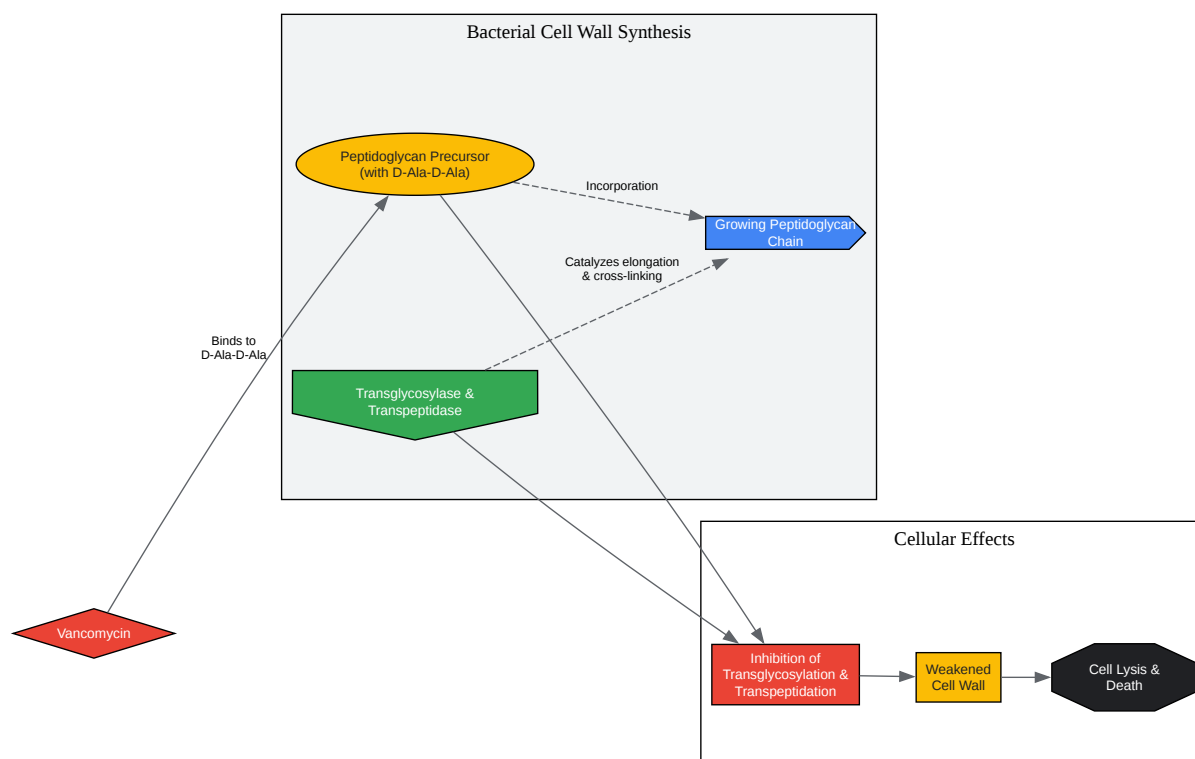 Bacterial Cell Wall Synthesis
Peptidoglycan Precursor
(with D-Ala-D-Ala)
Incorporation
Growing Peptidoglycan
Chain
Catalyzes elongation
& cross-linking
Binds to
D-Ala-D-Ala
Transglycosylase &
Transpeptidase
Cellular Effects
Vancomycin
Inhibition of
Transglycosylation &
Transpeptidation
Weakened
Cell Wall
Cell Lysis &
Death